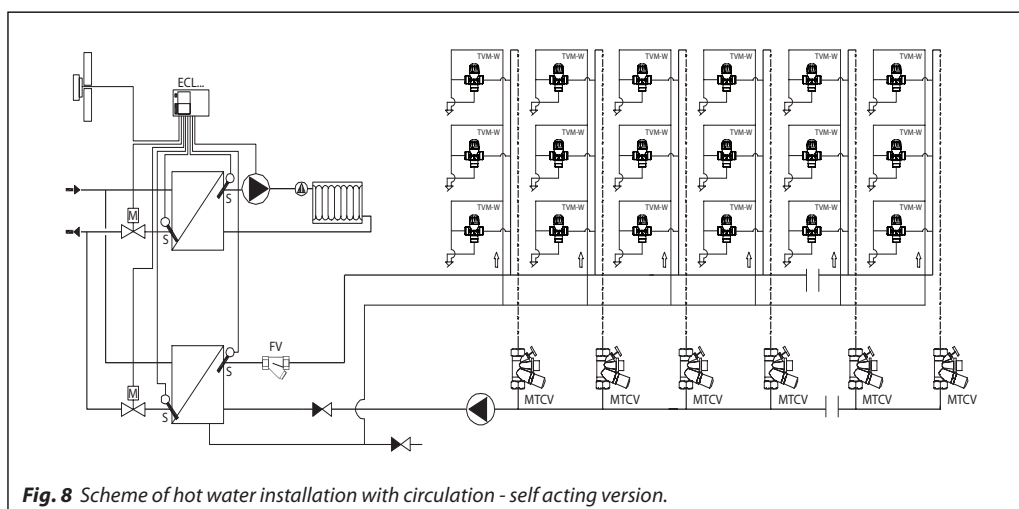 TVM-W TVM-W TVM-W TVM-W TVM-W TVM-W
ECL...
TVM-W TVM-W TVM-W TVM-W TVM-W TVM-W
S
M
S
TVM-W TVM-W TVM-W TVM-W TVM-W TVM-W
FV
S
M
S
MTCV MTCV MTCV MTCV MTCV MTCV
Fig. 8 Scheme of hot water installation with circulation - self acting version.